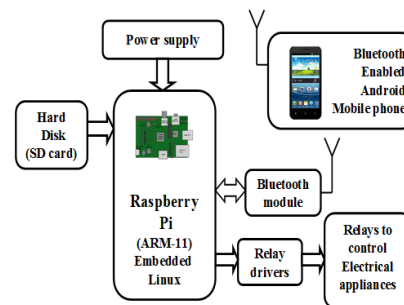 Power supply
Bluetooth
Enabled
Android
Mobile phone
Hard
Disk
(SD card)
Raspberry
Pi
(ARM-11)
Embedded
Linux
Bluetooth
module
Relay
drivers
Relays to
control
Electrical
appliances